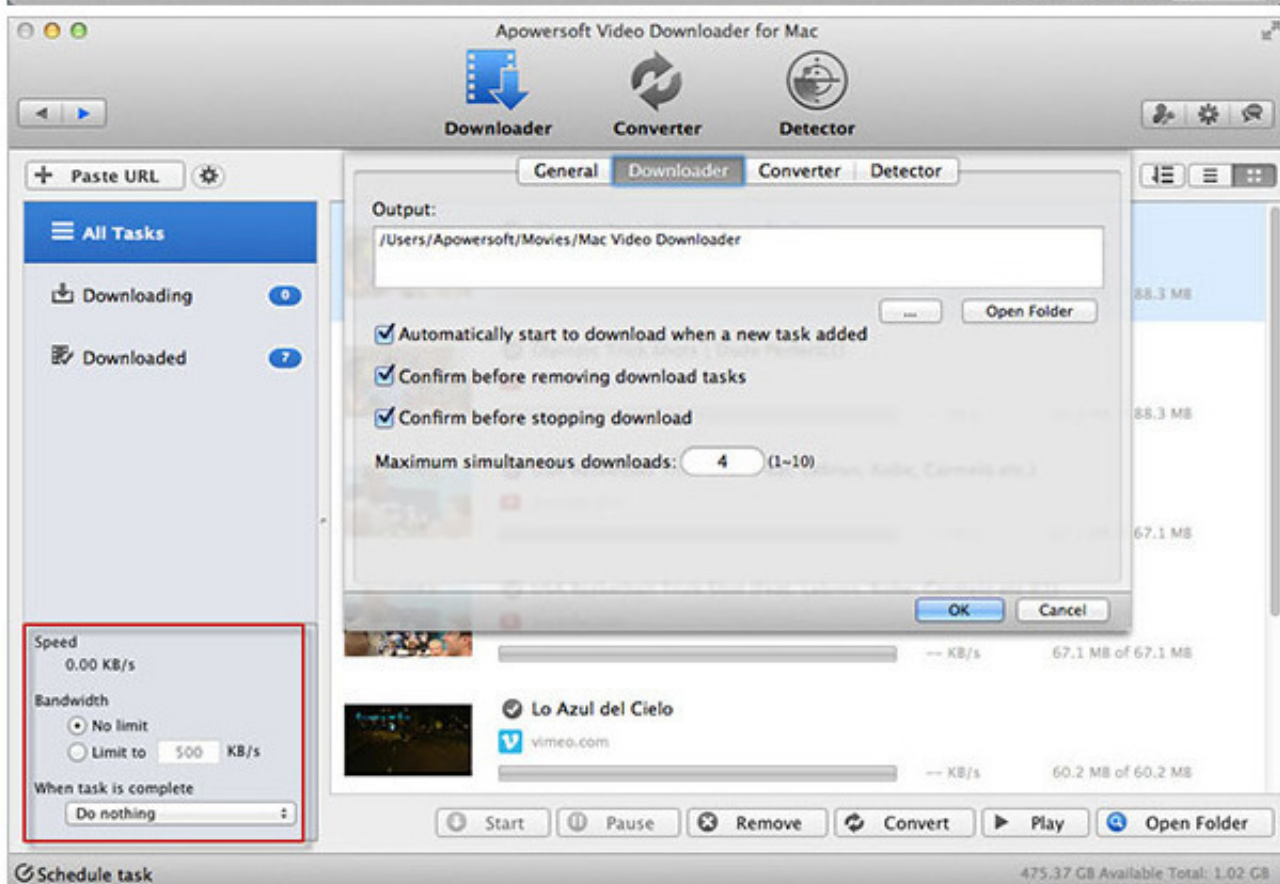 Apowersoft Video Downloader for Mac
Downloader
Converter
Detector
Paste URL
General
Downloader
Converter
Detector
All Tasks
Downloading
0
Downloaded
7
Output:
/Users/Apowersoft/Movies/Mac Video Downloader
...
Open Folder
88.3 MB
Automatically start to download when a new task added
Confirm before removing download tasks
Confirm before stopping download
88.3 MB
Maximum simultaneous downloads: 4 (1~10)
67.1 MB
OK
Cancel
-- KB/s
67.1 MB of 67.1 MB
Lo Azul del Cielo
vimeo.com
-- KB/s
60.2 MB of 60.2 MB
Speed
0.00 KB/s
Bandwidth
No limit
Limit to 500 KB/s
When task is complete
Do nothing
Start
Pause
Remove
Convert
Play
Open Folder
Schedule task
475.37 GB Available Total: 1.02 GB